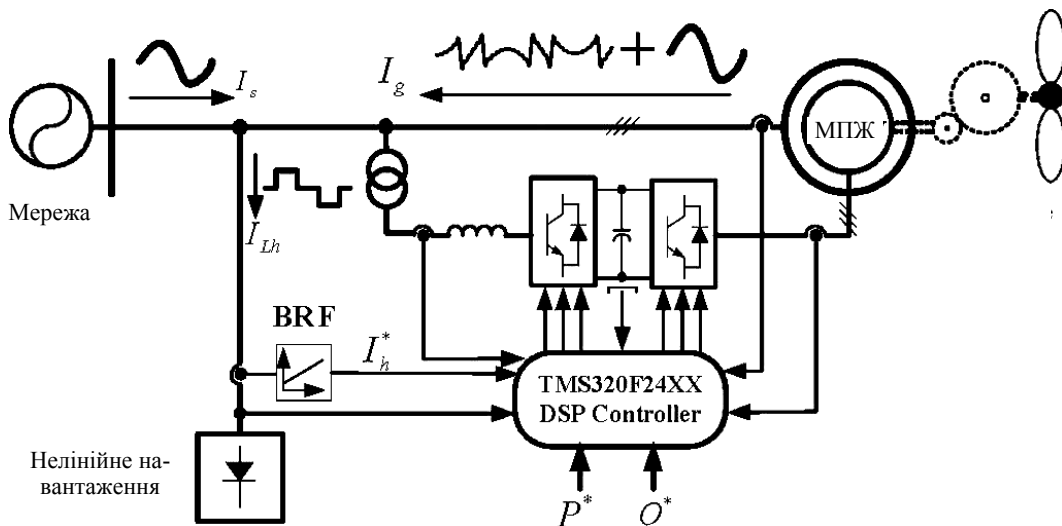 I_s
I_g
+
МПЖ
Мережа
I_Lh
BRF
I_h^*
TMS320F24XX
DSP Controller
Нелінійне на-
вантаження
P^*
Q^*